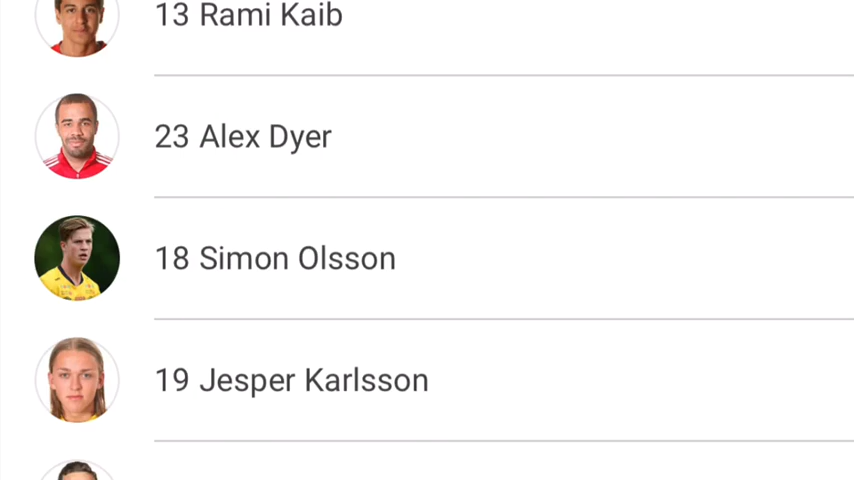 13 Rami Kaib
23 Alex Dyer
18 Simon Olsson
19 Jesper Karlsson